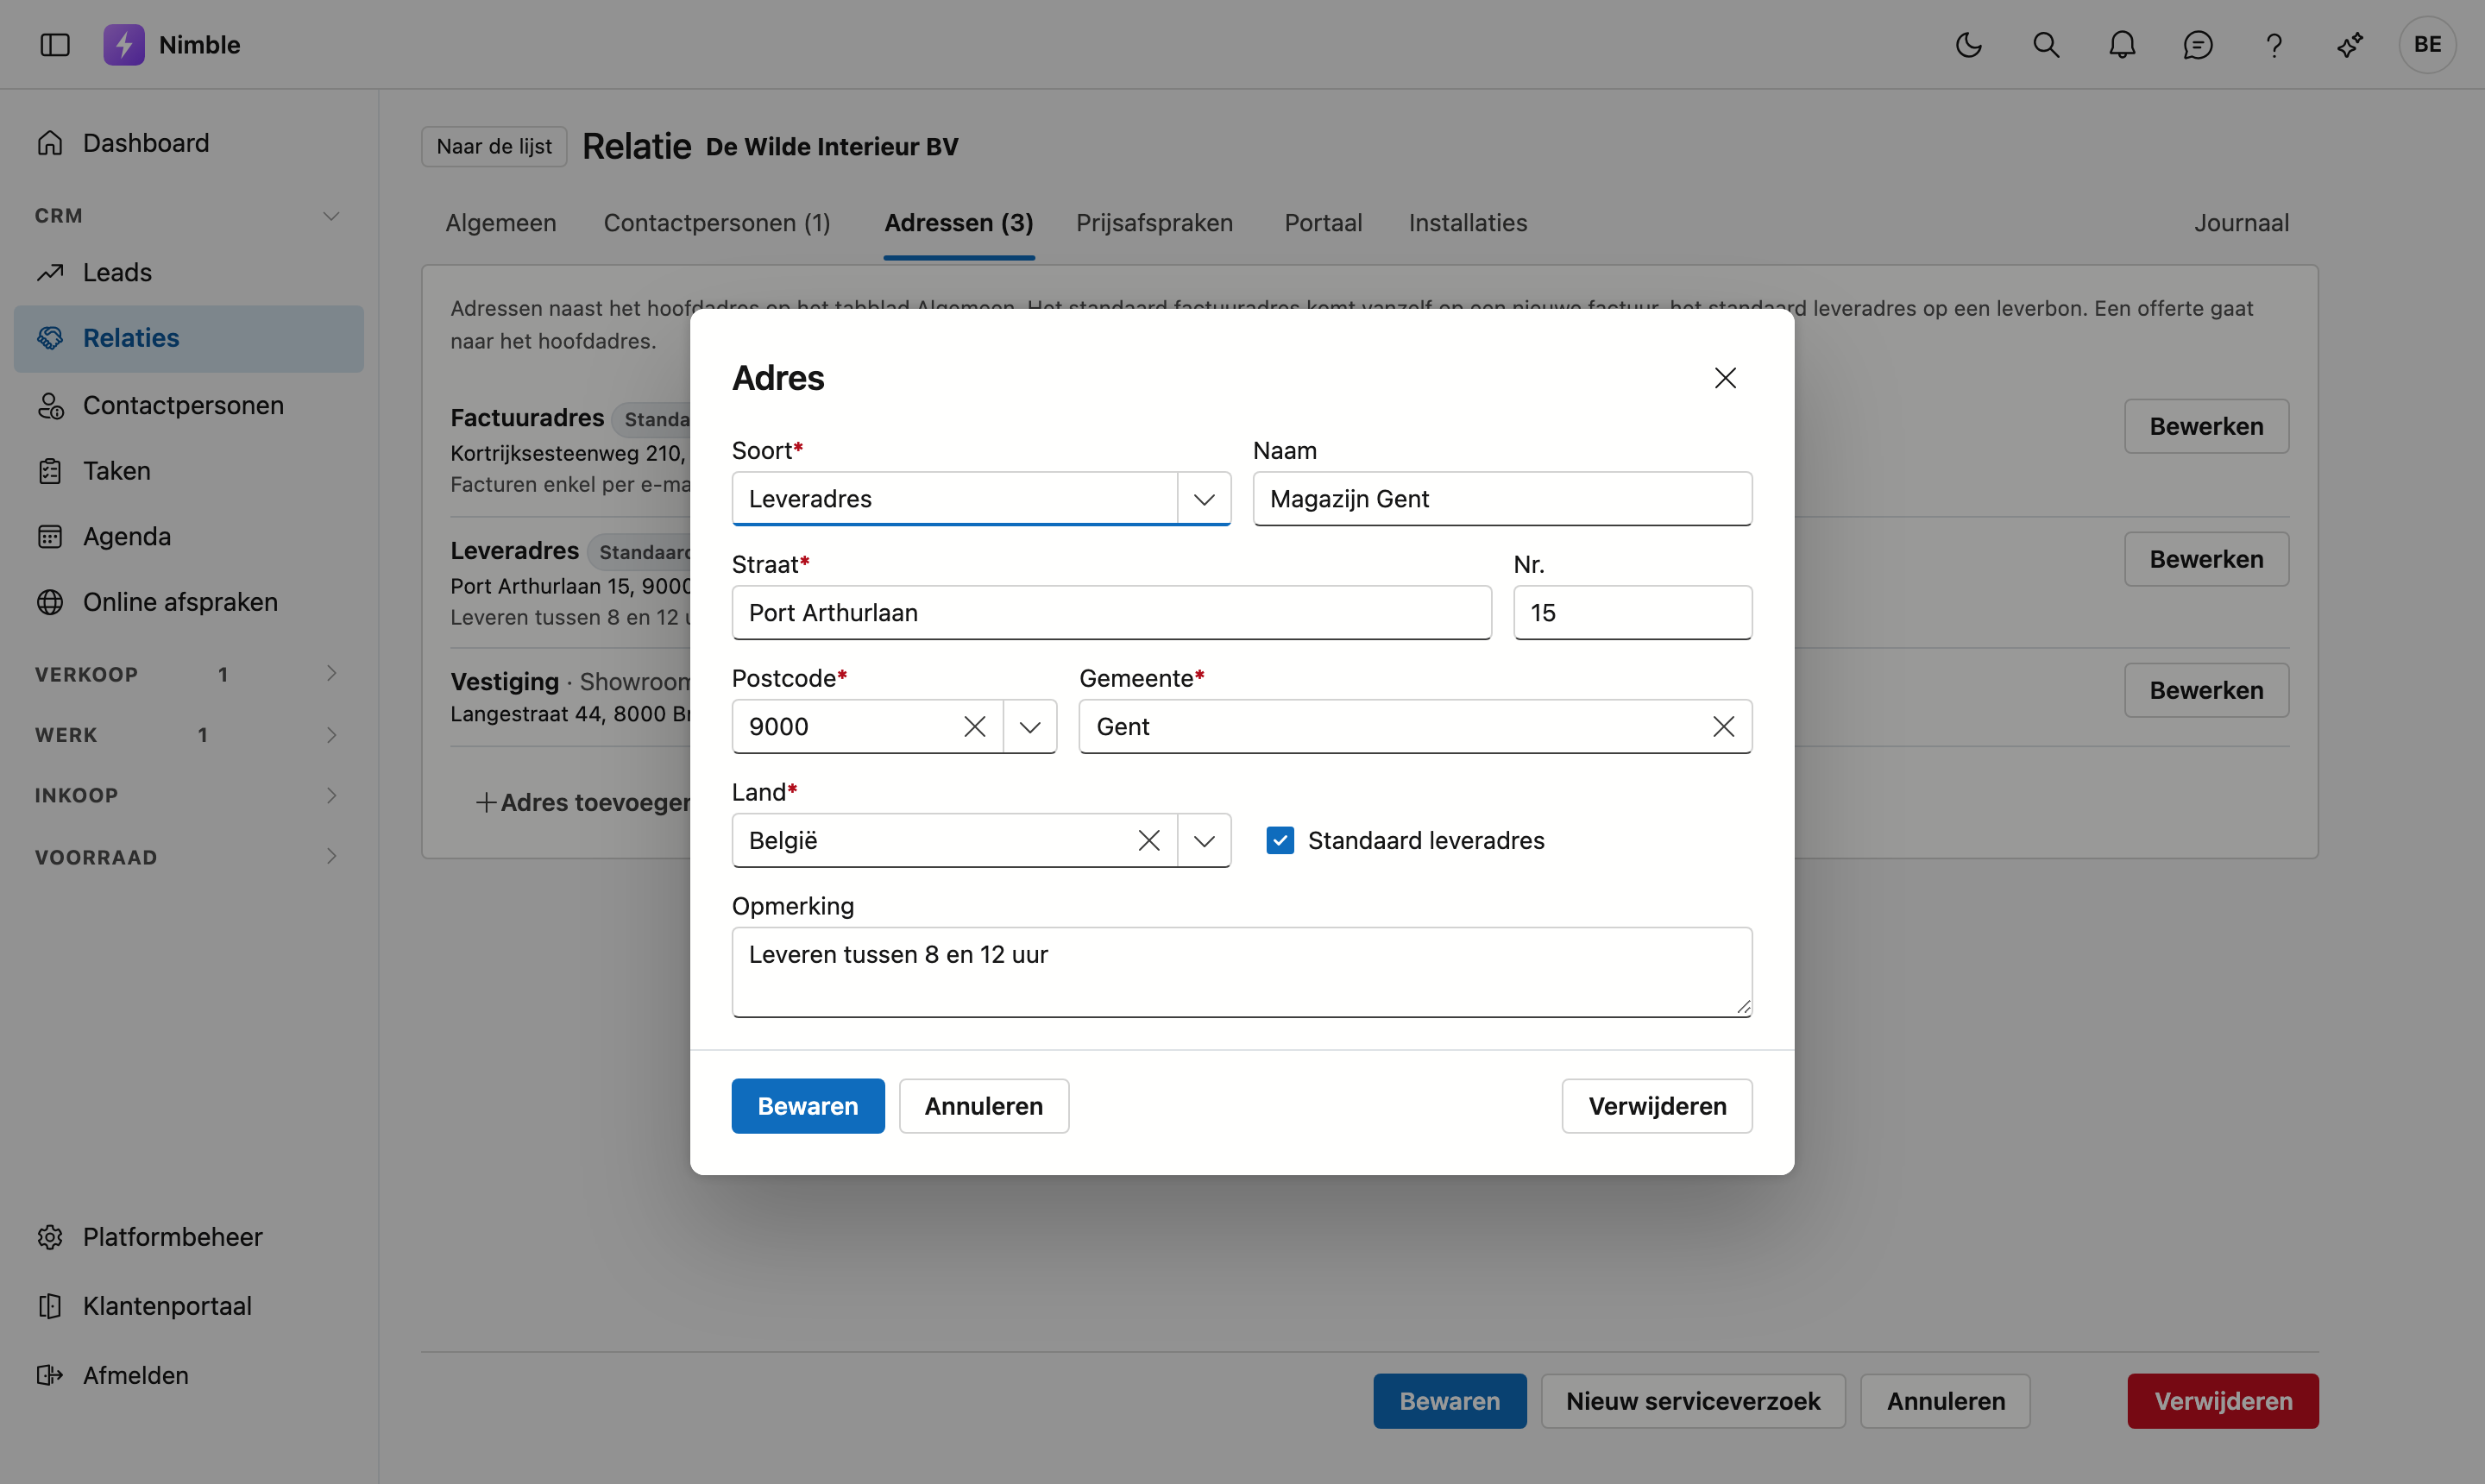 Nimble
BE
Dashboard
CRM
Leads
Relaties
Contactpersonen
Taken
Agenda
Online afspraken
VERKOOP 1
WERK 1
INKOOP
VOORRAAD
Platformbeheer
Klantenportaal
Afmelden
Naar de lijst Relatie De Wilde Interieur BV
Algemeen Contactpersonen (1) Adressen (3) Prijsafspraken Portaal Installaties Journaal
Adressen naast het hoofdadres op het tabblad Algemeen. Het standaard factuuradres komt vanzelf op een nieuwe factuur, het standaard leveradres op een leverbon. Een offerte gaat
naar het hoofdadres.
Factuuradres Standa
Kortrijksesteenweg 210,
Facturen enkel per e-ma
Bewerken
Leveradres Standaard
Port Arthurlaan 15, 9000
Leveren tussen 8 en 12 u
Bewerken
Vestiging · Showroom
Langestraat 44, 8000 Br
Bewerken
Adres toevoegen
Adres
Soort* Naam
Leveradres Magazijn Gent
Straat* Nr.
Port Arthurlaan 15
Postcode* Gemeente*
9000 Gent
Land*
België Standaard leveradres
Opmerking
Leveren tussen 8 en 12 uur
Bewaren Annuleren Verwijderen
Bewaren Nieuw serviceverzoek Annuleren Verwijderen